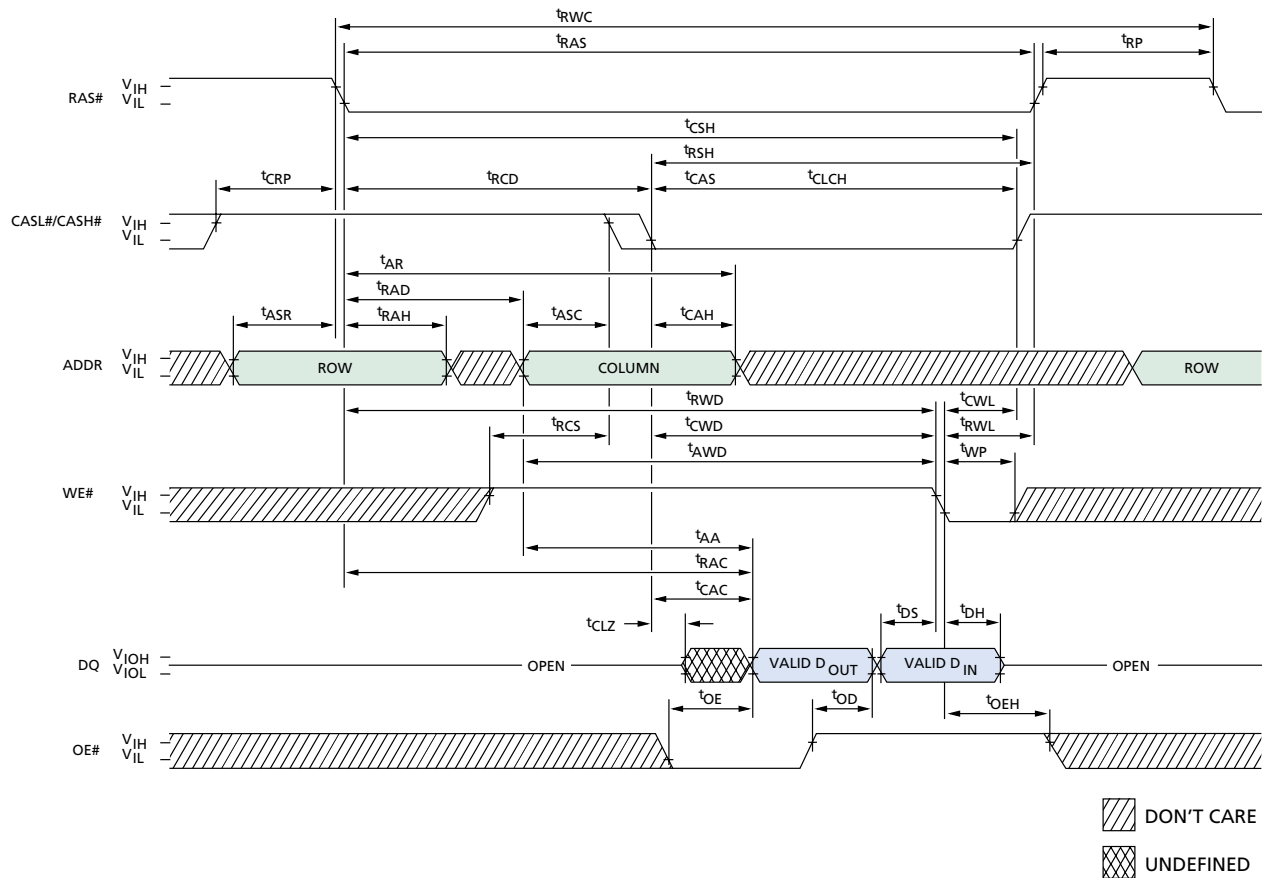 tRWC
tRAS
tRP
RAS#
VIH
VIL
tCSH
tRSH
tCRP
tRCD
tCAS
tCLCH
CASL#/CASH#
VIH
VIL
tAR
tRAD
tASR
tRAH
tASC
tCAH
ADDR
VIH
VIL
ROW
COLUMN
ROW
tRWD
tCWL
tRCS
tCWD
tRWL
tAWD
tWP
WE#
VIH
VIL
tAA
tRAC
tCAC
tCLZ
tDS
tDH
DQ
VIOH
VIOL
OPEN
VALID DOUT
VALID DIN
OPEN
tOE
tOD
tOEH
OE#
VIH
VIL
DON'T CARE
UNDEFINED